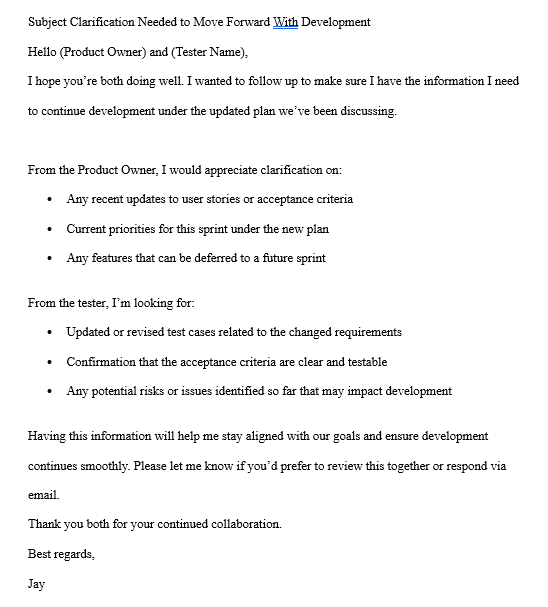 Subject Clarification Needed to Move Forward With Development
Hello (Product Owner) and (Tester Name),
I hope you’re both doing well. I wanted to follow up to make sure I have the information I need
to continue development under the updated plan we’ve been discussing.
From the Product Owner, I would appreciate clarification on:
• Any recent updates to user stories or acceptance criteria
• Current priorities for this sprint under the new plan
• Any features that can be deferred to a future sprint
From the tester, I’m looking for:
• Updated or revised test cases related to the changed requirements
• Confirmation that the acceptance criteria are clear and testable
• Any potential risks or issues identified so far that may impact development
Having this information will help me stay aligned with our goals and ensure development
continues smoothly. Please let me know if you’d prefer to review this together or respond via
email.
Thank you both for your continued collaboration.
Best regards,
Jay